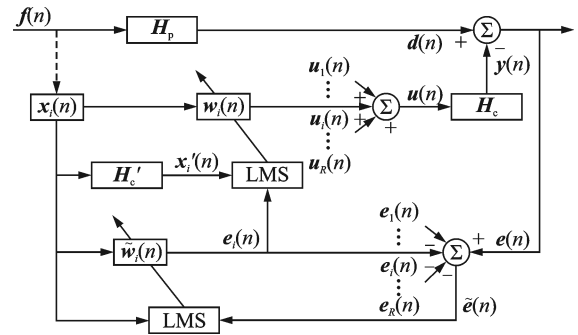 f(n)
H_p
d(n)
+
Σ
−
y(n)
x_i(n)
w_i(n)
u_1(n)
⋮
u_i(n)
⋮
u_R(n)
+
+
+
Σ
u(n)
H_c
H_c′
x_i′(n)
LMS
w̃_i(n)
e_i(n)
e_1(n)
⋮
e_i(n)
⋮
e_R(n)
−
−
−
Σ
+
e(n)
ẽ(n)
LMS